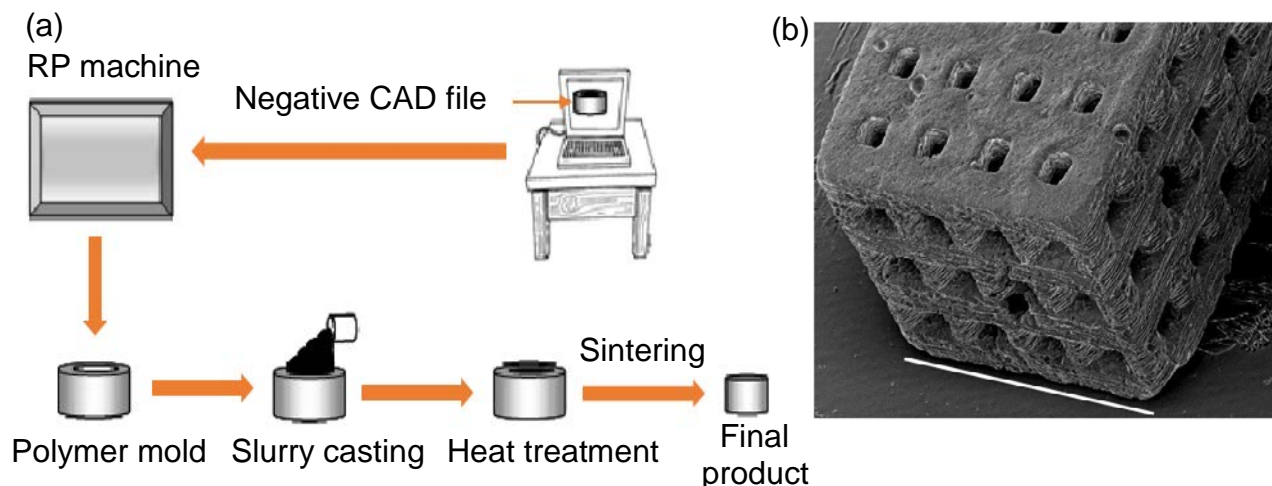 (a)
RP machine
Negative CAD file
Polymer mold
Slurry casting
Heat treatment
Sintering
Final
product
(b)